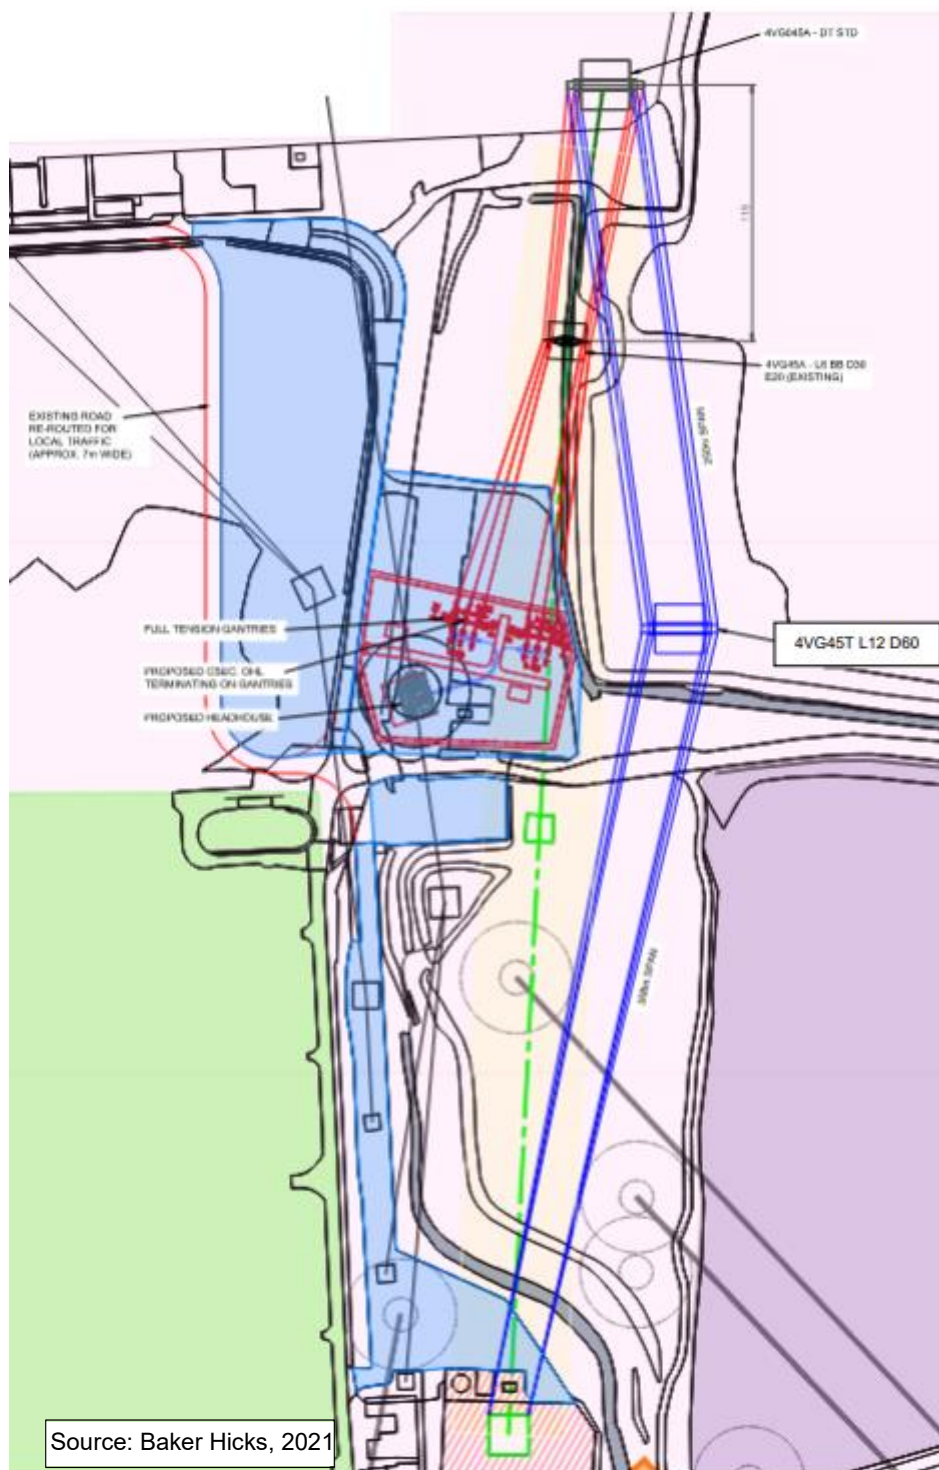 4VG045A - DT STD
115
4VG45A - L6 BB D30
E20 (EXISTING)
EXISTING ROAD
RE-ROUTED FOR
LOCAL TRAFFIC
(APPROX. 7m WIDE)
250m SPAN
FULL TENSION GANTRIES
4VG45T L12 D60
PROPOSED OHL
TERMINATING ON GANTRIES
PROPOSED HEADHOUSE
SPAN
Source: Baker Hicks, 2021